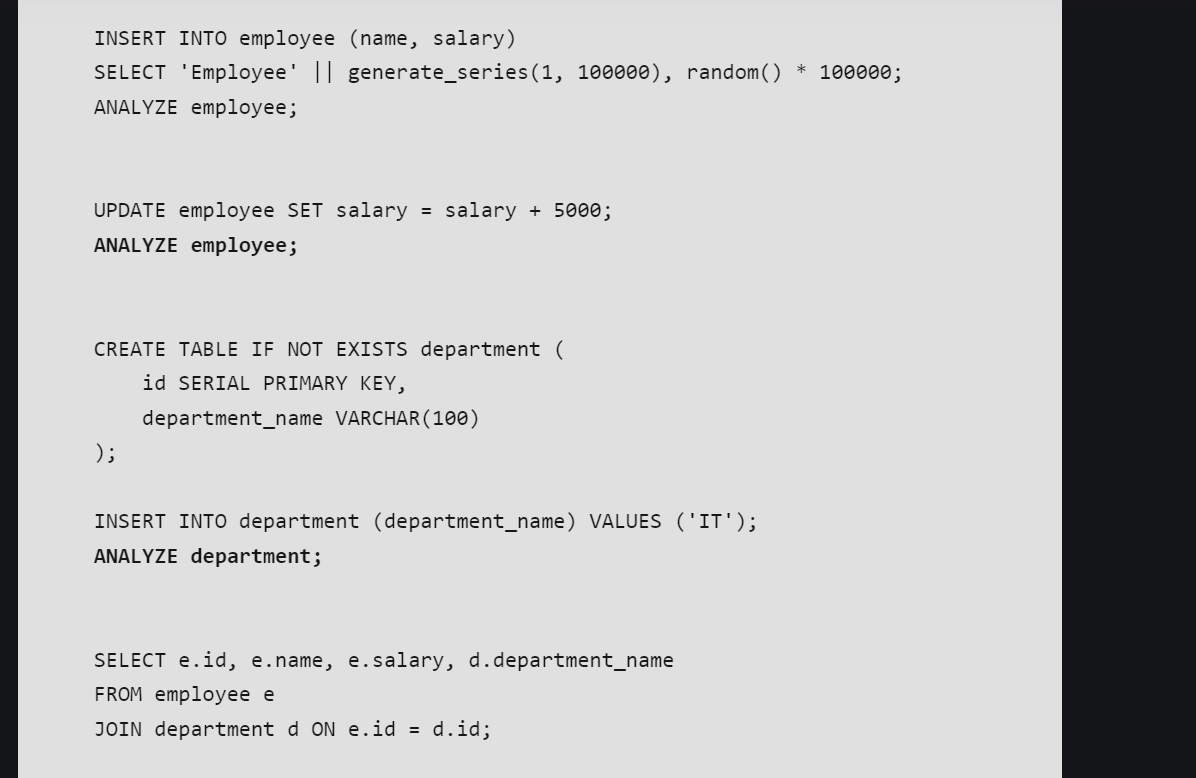 INSERT INTO employee (name, salary)
SELECT 'Employee' || generate_series(1, 100000), random() * 100000;
ANALYZE employee;
UPDATE employee SET salary = salary + 5000;
ANALYZE employee;
CREATE TABLE IF NOT EXISTS department (
    id SERIAL PRIMARY KEY,
    department_name VARCHAR(100)
);
INSERT INTO department (department_name) VALUES ('IT');
ANALYZE department;
SELECT e.id, e.name, e.salary, d.department_name
FROM employee e
JOIN department d ON e.id = d.id;